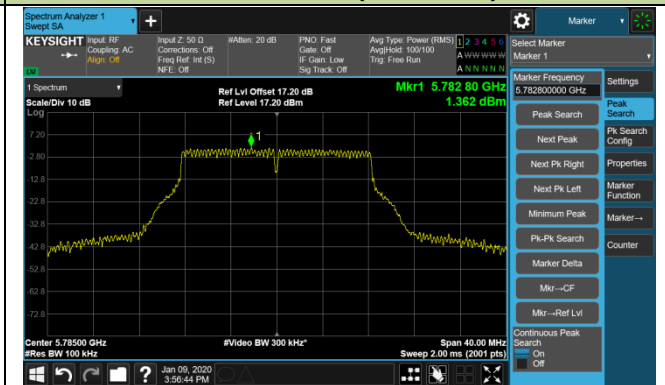 Spectrum Analyzer 1
Swept SA
Marker
KEYSIGHT
Input: RF
Coupling: AC
Align: Off
Input Z: 50 Ω
Corrections: Off
Freq Ref: Int (S)
NFE: Off
#Atten: 20 dB
PNO: Fast
Gate: Off
IF Gain: Low
Sig Track: Off
Avg Type: Power (RMS)
Avg|Hold: 100/100
Trig: Free Run
1 2 3 4 5 6
A W W W W W
A N N N N N
Select Marker
Marker 1
LXI
1 Spectrum
Scale/Div 10 dB
Log
Ref Lvl Offset 17.20 dB
Ref Level 17.20 dBm
Mkr1 5.782 80 GHz
1.362 dBm
7.20
-2.80
-12.8
-22.8
-32.8
-42.8
-52.8
-62.8
-72.8
1
Center 5.78500 GHz
#Res BW 100 kHz
#Video BW 300 kHz*
Span 40.00 MHz
Sweep 2.00 ms (2001 pts)
Marker Frequency
5.782800000 GHz
Peak Search
Next Peak
Next Pk Right
Next Pk Left
Minimum Peak
Pk-Pk Search
Marker Delta
Mkr→CF
Mkr→Ref Lvl
Continuous Peak
Search
On
Off
Settings
Peak
Search
Pk Search
Config
Properties
Marker
Function
Marker→
Counter
?
Jan 09, 2020
3:56:44 PM